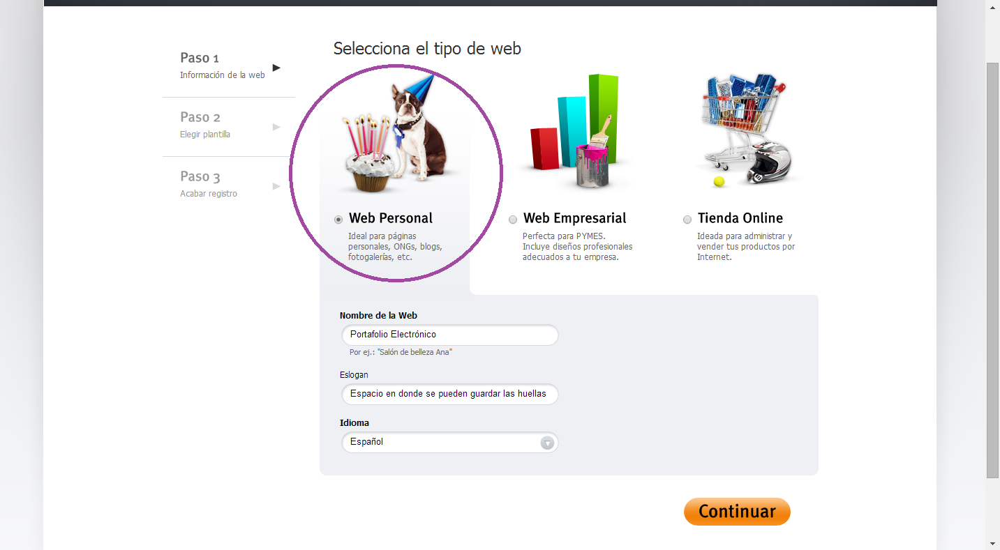 Paso 1
Información de la web
Paso 2
Elegir plantilla
Paso 3
Acabar registro
Selecciona el tipo de web
Web Personal
Ideal para páginas
personales, ONGs, blogs,
fotogalerías, etc.
Web Empresarial
Perfecta para PYMES.
Incluye diseños profesionales
adecuados a tu empresa.
Tienda Online
Ideada para administrar y
vender tus productos por
Internet.
Nombre de la Web
Portafolio Electrónico
Por ej.: "Salón de belleza Ana"
Eslogan
Espacio en donde se pueden guardar las huellas
Idioma
Español
Continuar